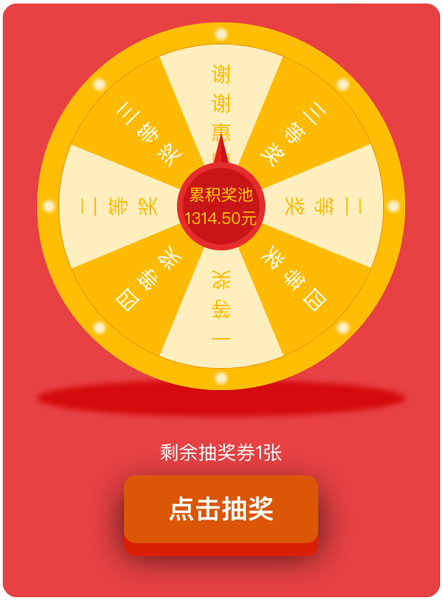 谢谢惠
三等奖
三等奖
二等奖
累积奖池
1314.50元
二等奖
四等奖
四等奖
一等奖
剩余抽奖券1张
点击抽奖